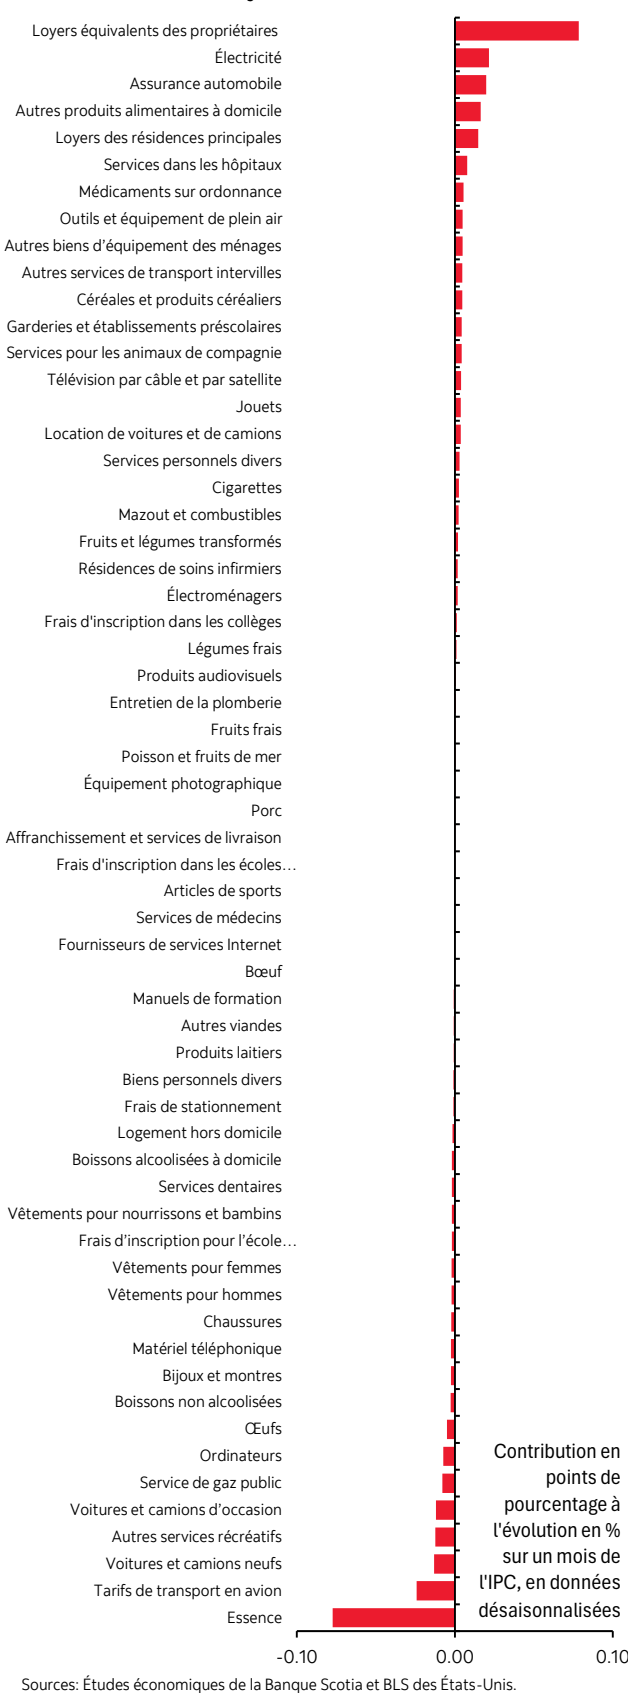 Loyers équivalents des propriétaires
Électricité
Assurance automobile
Autres produits alimentaires à domicile
Loyers des résidences principales
Services dans les hôpitaux
Médicaments sur ordonnance
Outils et équipement de plein air
Autres biens d'équipement des ménages
Autres services de transport intervilles
Céréales et produits céréaliers
Garderies et établissements préscolaires
Services pour les animaux de compagnie
Télévision par câble et par satellite
Jouets
Location de voitures et de camions
Services personnels divers
Cigarettes
Mazout et combustibles
Fruits et légumes transformés
Résidences de soins infirmiers
Électroménagers
Frais d'inscription dans les collèges
Légumes frais
Produits audiovisuels
Entretien de la plomberie
Fruits frais
Poisson et fruits de mer
Équipement photographique
Porc
Affranchissement et services de livraison
Frais d'inscription dans les écoles…
Articles de sports
Services de médecins
Fournisseurs de services Internet
Bœuf
Manuels de formation
Autres viandes
Produits laitiers
Biens personnels divers
Frais de stationnement
Logement hors domicile
Boissons alcoolisées à domicile
Services dentaires
Vêtements pour nourrissons et bambins
Frais d'inscription pour l'école…
Vêtements pour femmes
Vêtements pour hommes
Chaussures
Matériel téléphonique
Bijoux et montres
Boissons non alcoolisées
Œufs
Ordinateurs
Service de gaz public
Voitures et camions d'occasion
Autres services récréatifs
Voitures et camions neufs
Tarifs de transport en avion
Essence
Contribution en
points de
pourcentage à
l'évolution en %
sur un mois de
l'IPC, en données
désaisonnalisées
-0.10 0.00 0.10
Sources: Études économiques de la Banque Scotia et BLS des États-Unis.